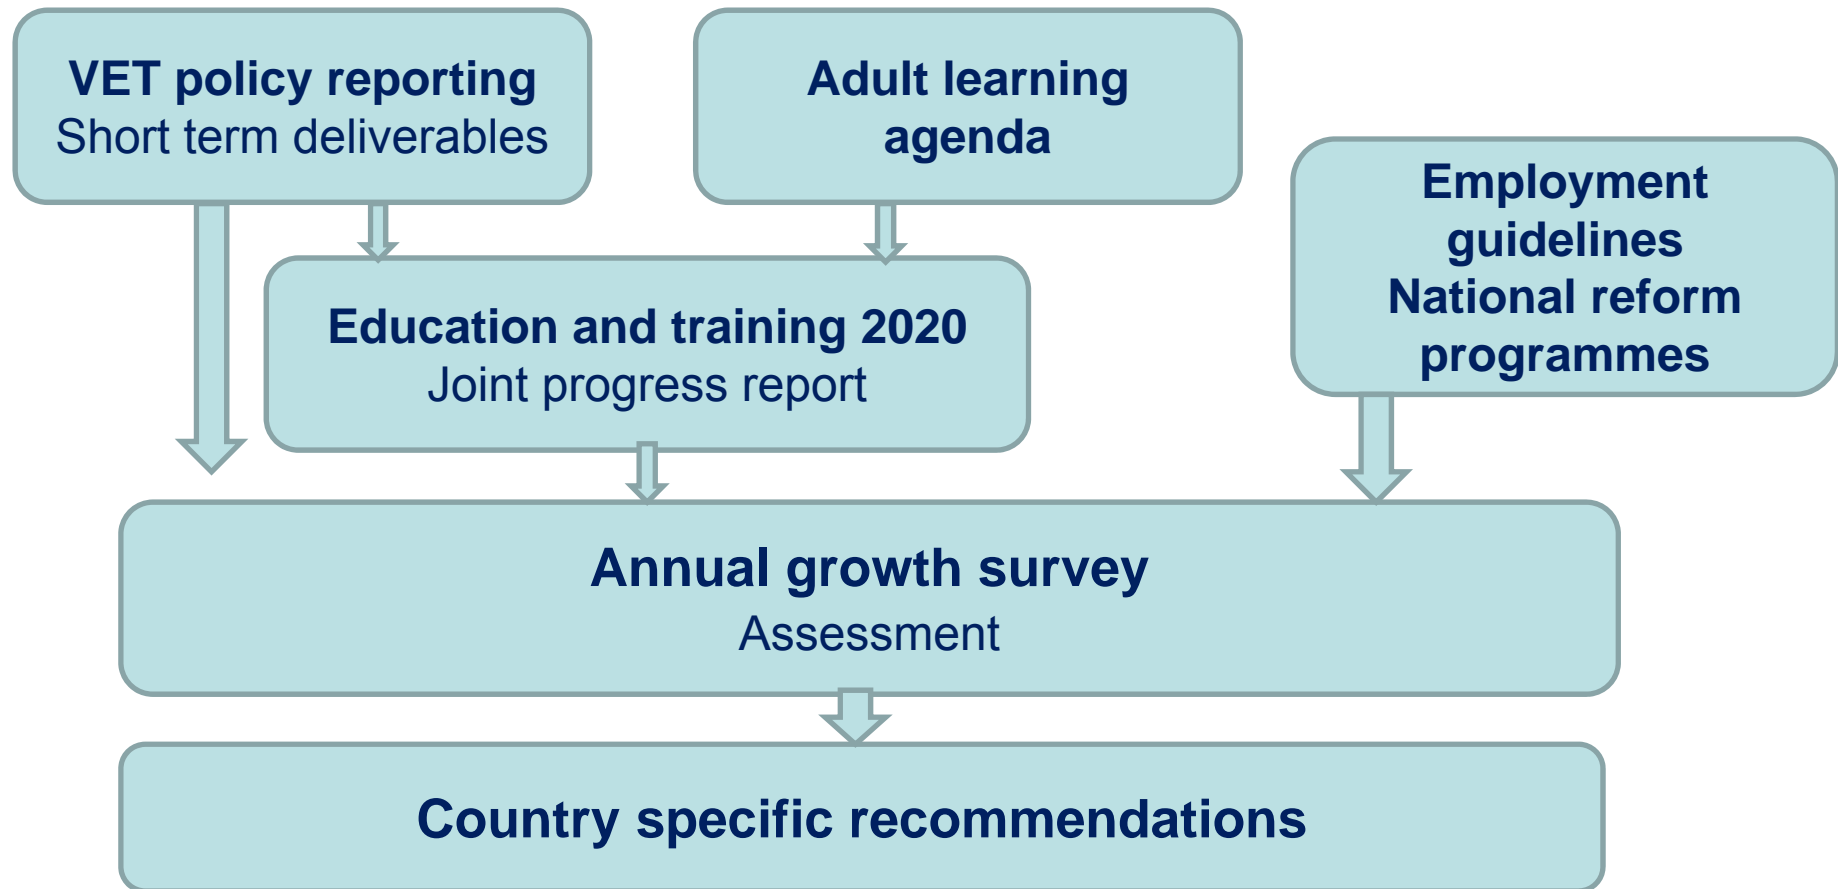 VET policy reporting
Short term deliverables
Adult learning
agenda
Employment
guidelines
National reform
programmes
Education and training 2020
Joint progress report
Annual growth survey
Assessment
Country specific recommendations